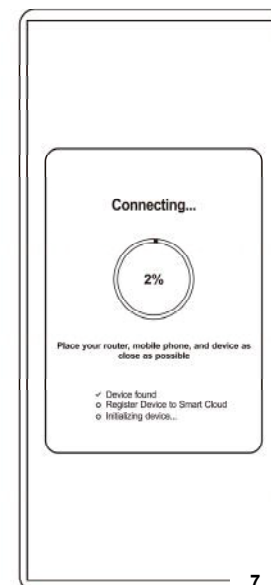 Connecting...
2%
Place your router, mobile phone, and device as
close as possible
✓ Device found
o Register Device to Smart Cloud
o Initializing device...
7